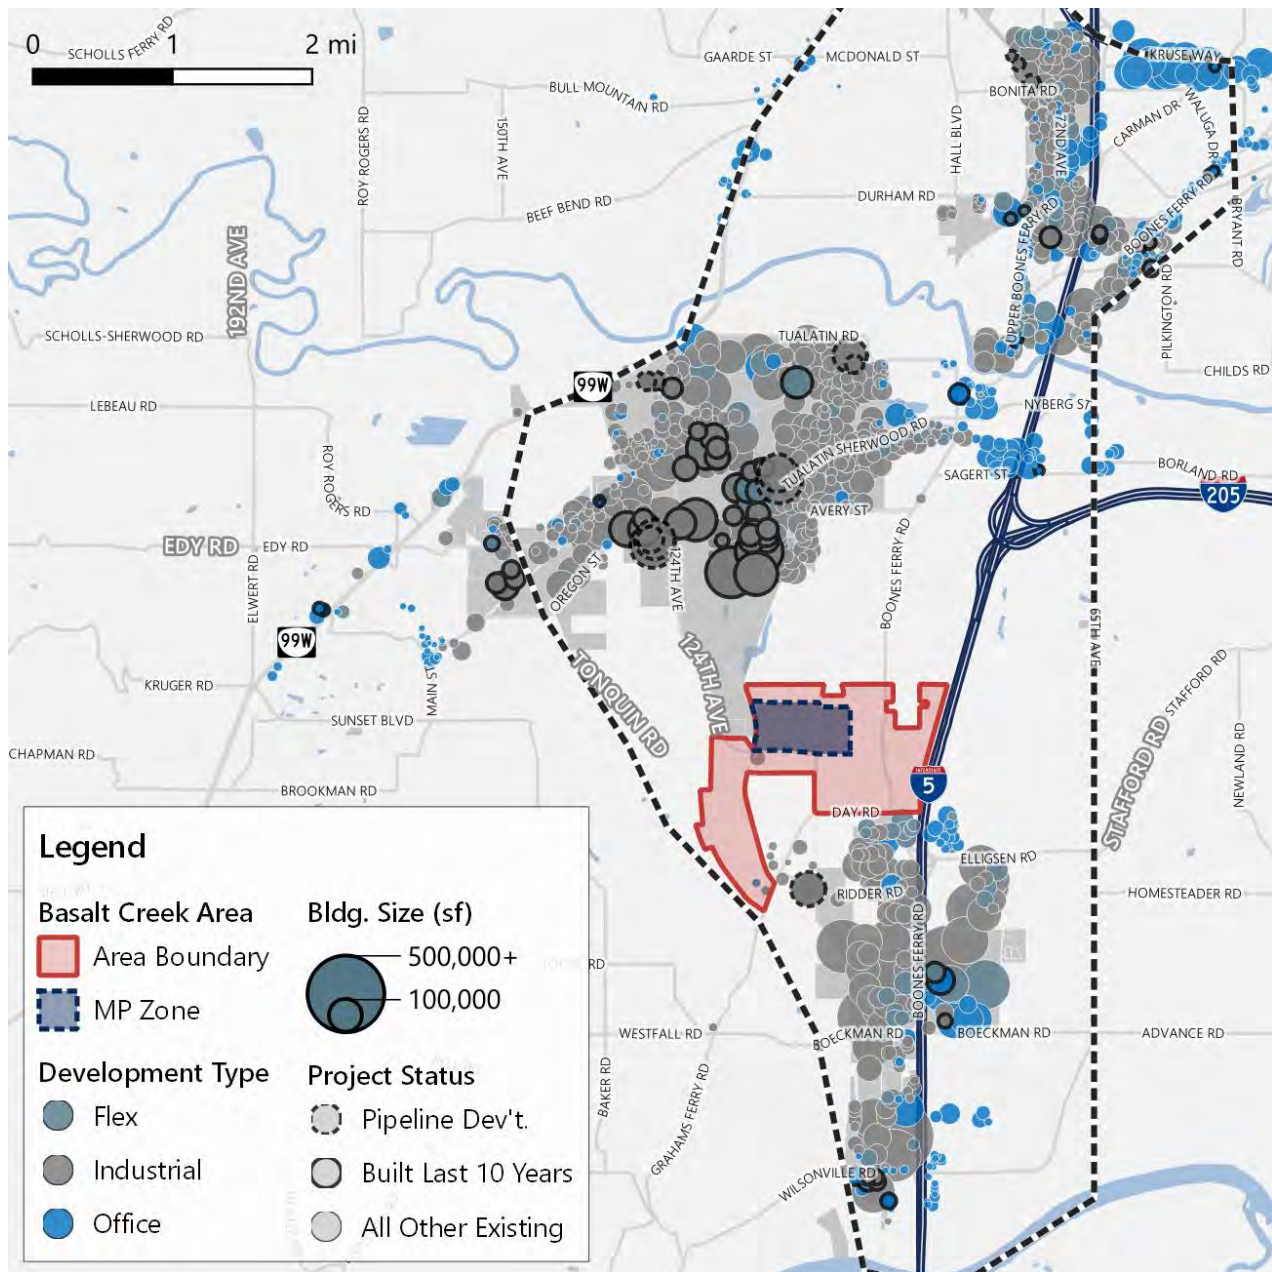 0 1 2 mi
SCHOLLS FERRY RD
GAARDE ST
MCDONALD ST
KRUSE WAY
BULL MOUNTAIN RD
BONITA RD
ROY ROGERS RD
150TH AVE
HALL BLVD
72ND AVE
CARMAN DR
WALUGA DR
DURHAM RD
BEEF BEND RD
BOONES FERRY RD
BRYANT RD
192ND AVE
UPPER BOONES FERRY RD
PILKINGTON RD
SCHOLLS-SHERWOOD RD
TUALATIN RD
CHILDS RD
99W
LEBEAU RD
NYBERG ST
TUALATIN SHERWOOD RD
ROY ROGERS RD
SAGERT ST
BORLAND RD
205
AVERY ST
EDY RD
EDY RD
ELWERT RD
OREGON ST
124TH AVE
BOONES FERRY RD
65TH AVE
99W
124TH AVE
TONQUIN RD
KRUGER RD
MAIN ST
SUNSET BLVD
STAFFORD RD
STAFFORD RD
NEWLAND RD
CHAPMAN RD
BROOKMAN RD
INTERSTATE
5
DAY RD
ELLIGSEN RD
RIDDER RD
HOMESTEADER RD
BOONES FERRY RD
RD
WESTFALL RD
BOECKMAN RD
BOECKMAN RD
ADVANCE RD
BAKER RD
GRAHAMS FERRY RD
WILSONVILLE RD
Legend
Basalt Creek Area
Area Boundary
MP Zone
Development Type
Flex
Industrial
Office
Bldg. Size (sf)
500,000+
100,000
Project Status
Pipeline Dev't.
Built Last 10 Years
All Other Existing